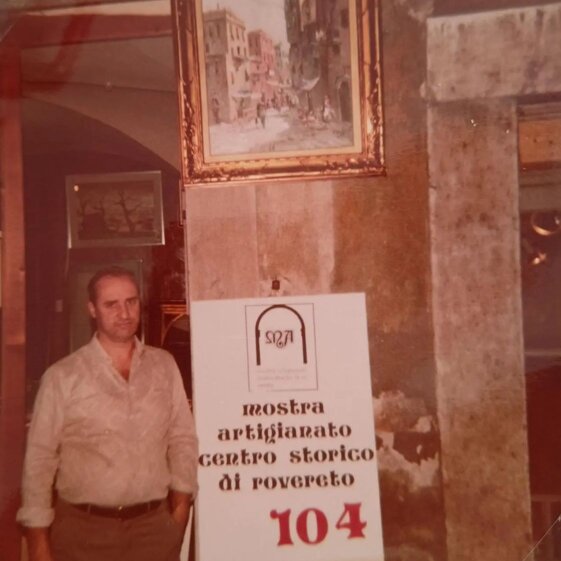 MA
mostra
artigianato
centro storico
di rovereto
104